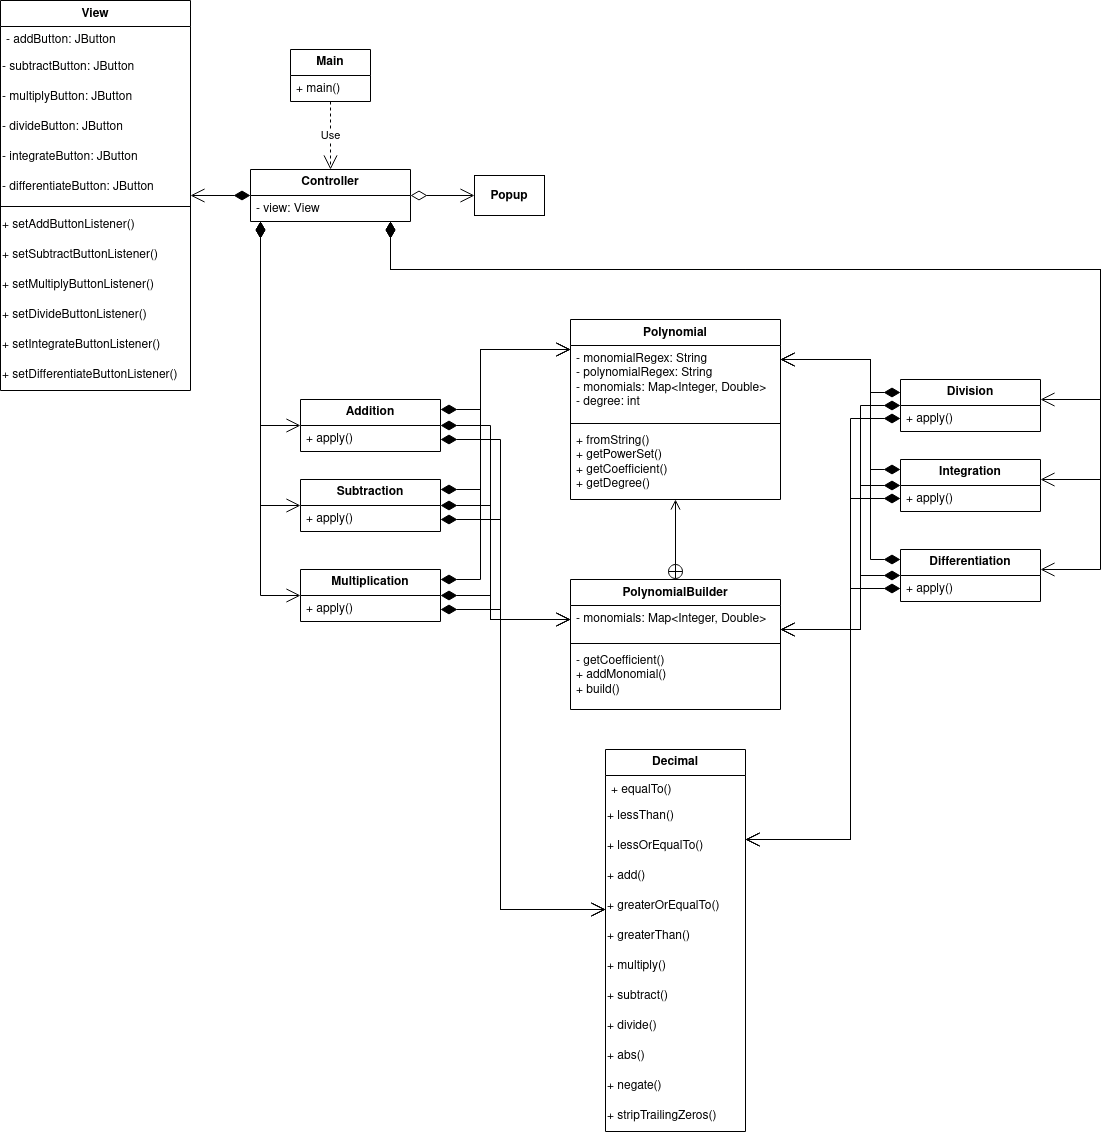 View
- addButton: JButton
- subtractButton: JButton
- multiplyButton: JButton
- divideButton: JButton
- integrateButton: JButton
- differentiateButton: JButton
+ setAddButtonListener()
+ setSubtractButtonListener()
+ setMultiplyButtonListener()
+ setDivideButtonListener()
+ setIntegrateButtonListener()
+ setDifferentiateButtonListener()
Main
+ main()
Use
Controller
- view: View
Popup
Addition
+ apply()
Subtraction
+ apply()
Multiplication
+ apply()
Polynomial
- monomialRegex: String
- polynomialRegex: String
- monomials: Map<Integer, Double>
- degree: int
+ fromString()
+ getPowerSet()
+ getCoefficient()
+ getDegree()
PolynomialBuilder
- monomials: Map<Integer, Double>
- getCoefficient()
+ addMonomial()
+ build()
Division
+ apply()
Integration
+ apply()
Differentiation
+ apply()
Decimal
+ equalTo()
+ lessThan()
+ lessOrEqualTo()
+ add()
+ greaterOrEqualTo()
+ greaterThan()
+ multiply()
+ subtract()
+ divide()
+ abs()
+ negate()
+ stripTrailingZeros()